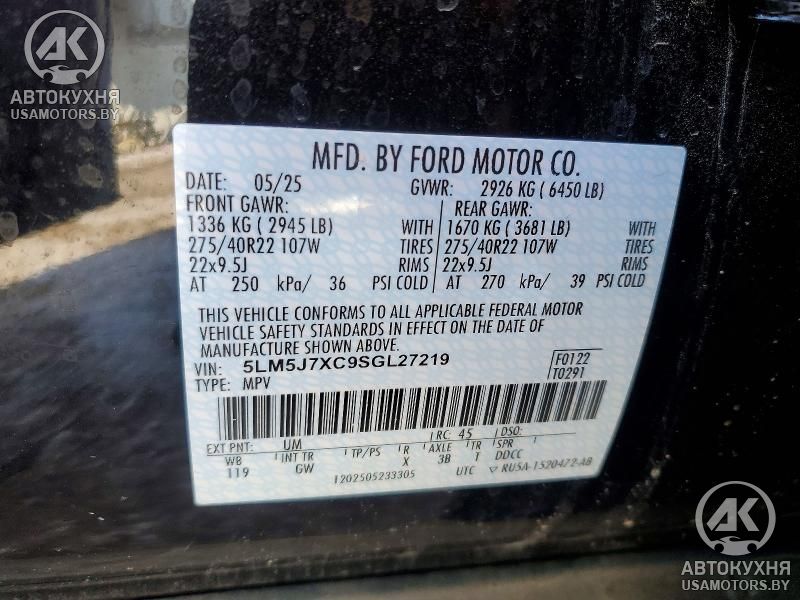 AK
АВТОКУХНЯ
USAMOTORS.BY
MFD. BY FORD MOTOR CO.
DATE: 05/25 GVWR: 2926 KG ( 6450 LB)
FRONT GAWR: REAR GAWR:
1336 KG ( 2945 LB) WITH 1670 KG ( 3681 LB) WITH
275/40R22 107W TIRES 275/40R22 107W TIRES
22x9.5J RIMS 22x9.5J RIMS
AT 250 kPa/ 36 PSI COLD AT 270 kPa/ 39 PSI COLD
THIS VEHICLE CONFORMS TO ALL APPLICABLE FEDERAL MOTOR
VEHICLE SAFETY STANDARDS IN EFFECT ON THE DATE OF
MANUFACTURE SHOWN ABOVE.
VIN: 5LM5J7XC9SGL27219 F0122
TYPE: MPV T0291
EXT PNT: UM RC: 45 DSO:
WB INT TR TP/PS R AXLE TR SPR
119 GW X 3B T DDCC
1202505233305 UTC RU5A-1520472-AB
AK
АВТОКУХНЯ
USAMOTORS.BY